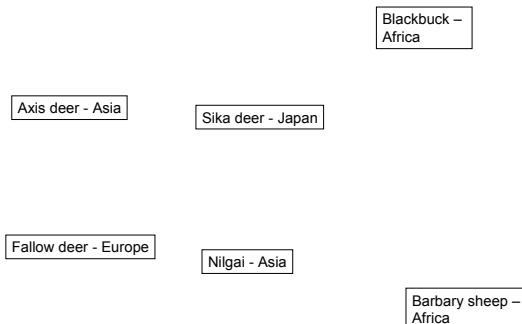 Blackbuck –
Africa
Axis deer - Asia
Sika deer - Japan
Fallow deer - Europe
Nilgai - Asia
Barbary sheep –
Africa